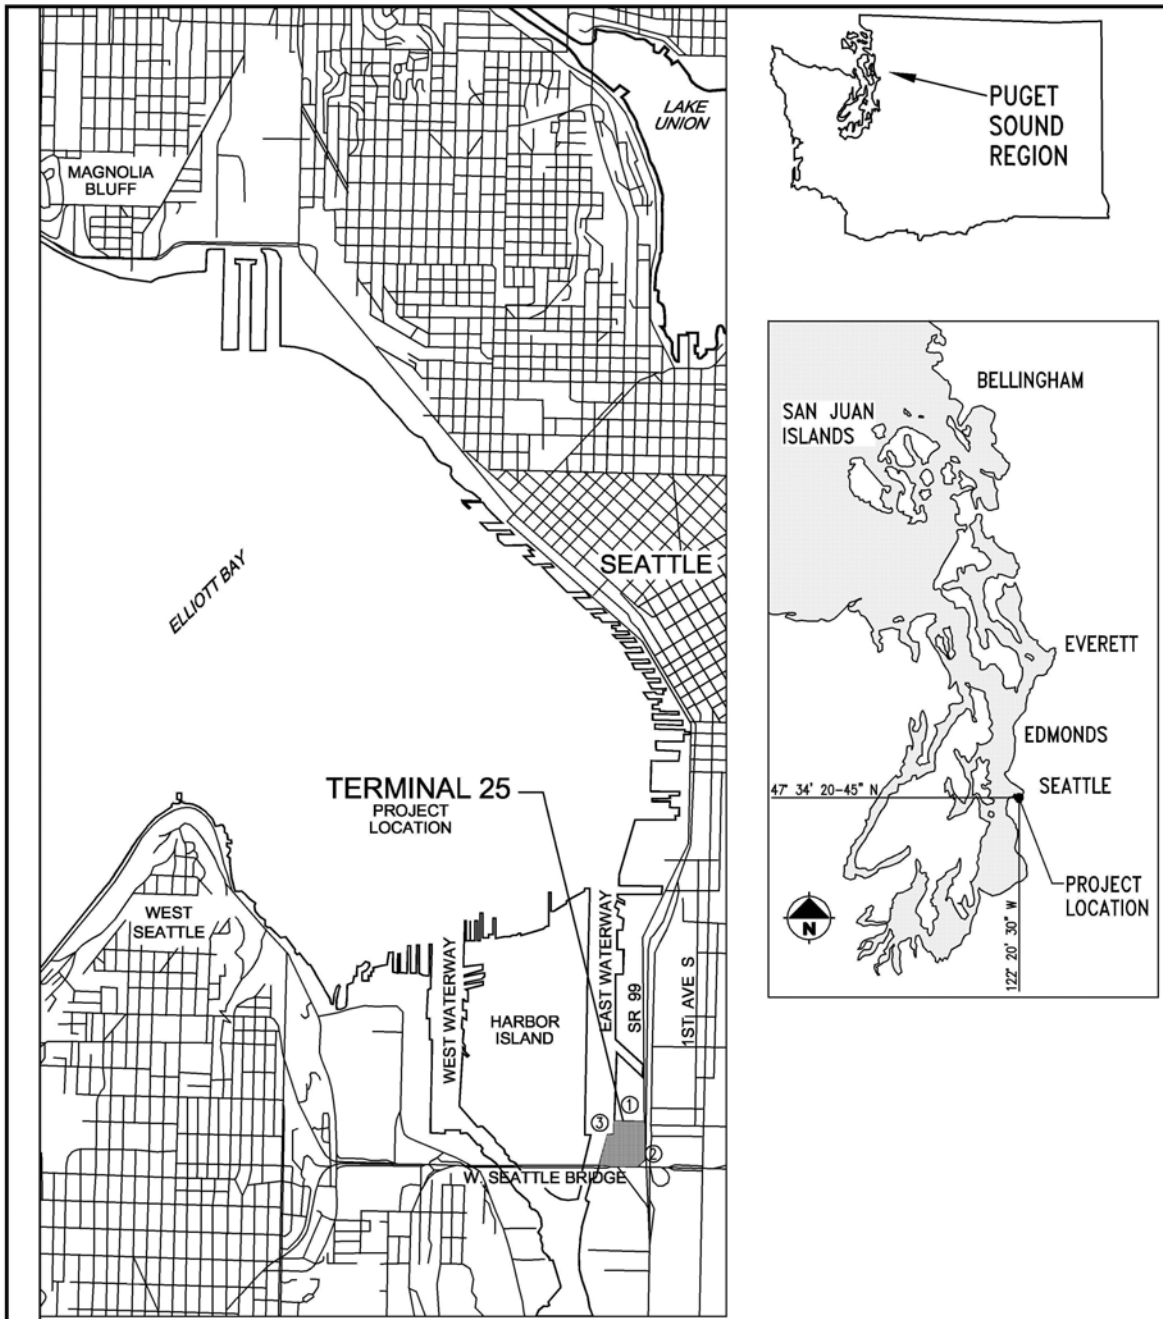 MAGNOLIA
BLUFF
LAKE
UNION
ELLIOTT BAY
SEATTLE
TERMINAL 25
PROJECT
LOCATION
WEST
SEATTLE
WEST WATERWAY
HARBOR
ISLAND
EAST WATERWAY
SR 99
1ST AVE S
1
3
2
W. SEATTLE BRIDGE
PUGET
SOUND
REGION
BELLINGHAM
SAN JUAN
ISLANDS
EVERETT
EDMONDS
47' 34' 20-45" N
SEATTLE
PROJECT
LOCATION
N
122' 20' 30" W